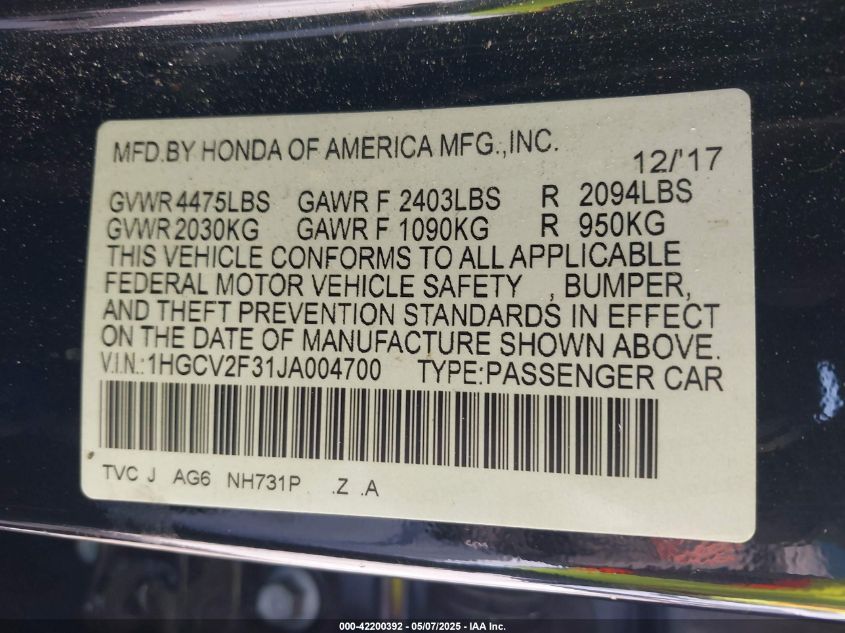 MFD.BY HONDA OF AMERICA MFG.,INC.
12/'17
GVWR 4475LBS GAWR F 2403LBS R 2094LBS
GVWR 2030KG GAWR F 1090KG R 950KG
THIS VEHICLE CONFORMS TO ALL APPLICABLE
FEDERAL MOTOR VEHICLE SAFETY , BUMPER,
AND THEFT PREVENTION STANDARDS IN EFFECT
ON THE DATE OF MANUFACTURE SHOWN ABOVE.
V.I.N.:1HGCV2F31JA004700 TYPE:PASSENGER CAR
TVC J AG6 NH731P .Z .A
000-42200392 - 05/07/2025 - IAA Inc.